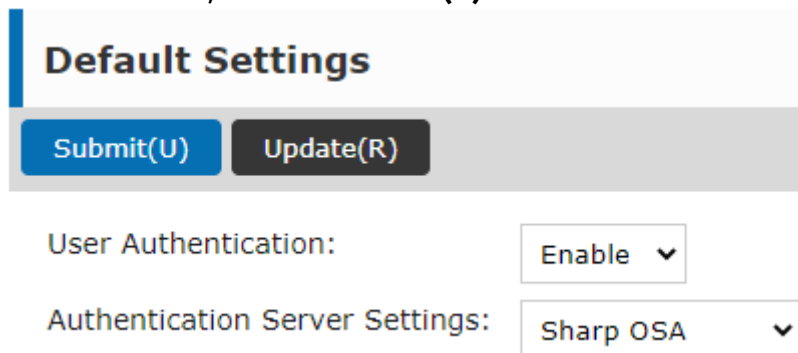 Default Settings
Submit(U) Update(R)
User Authentication: Enable
Authentication Server Settings: Sharp OSA